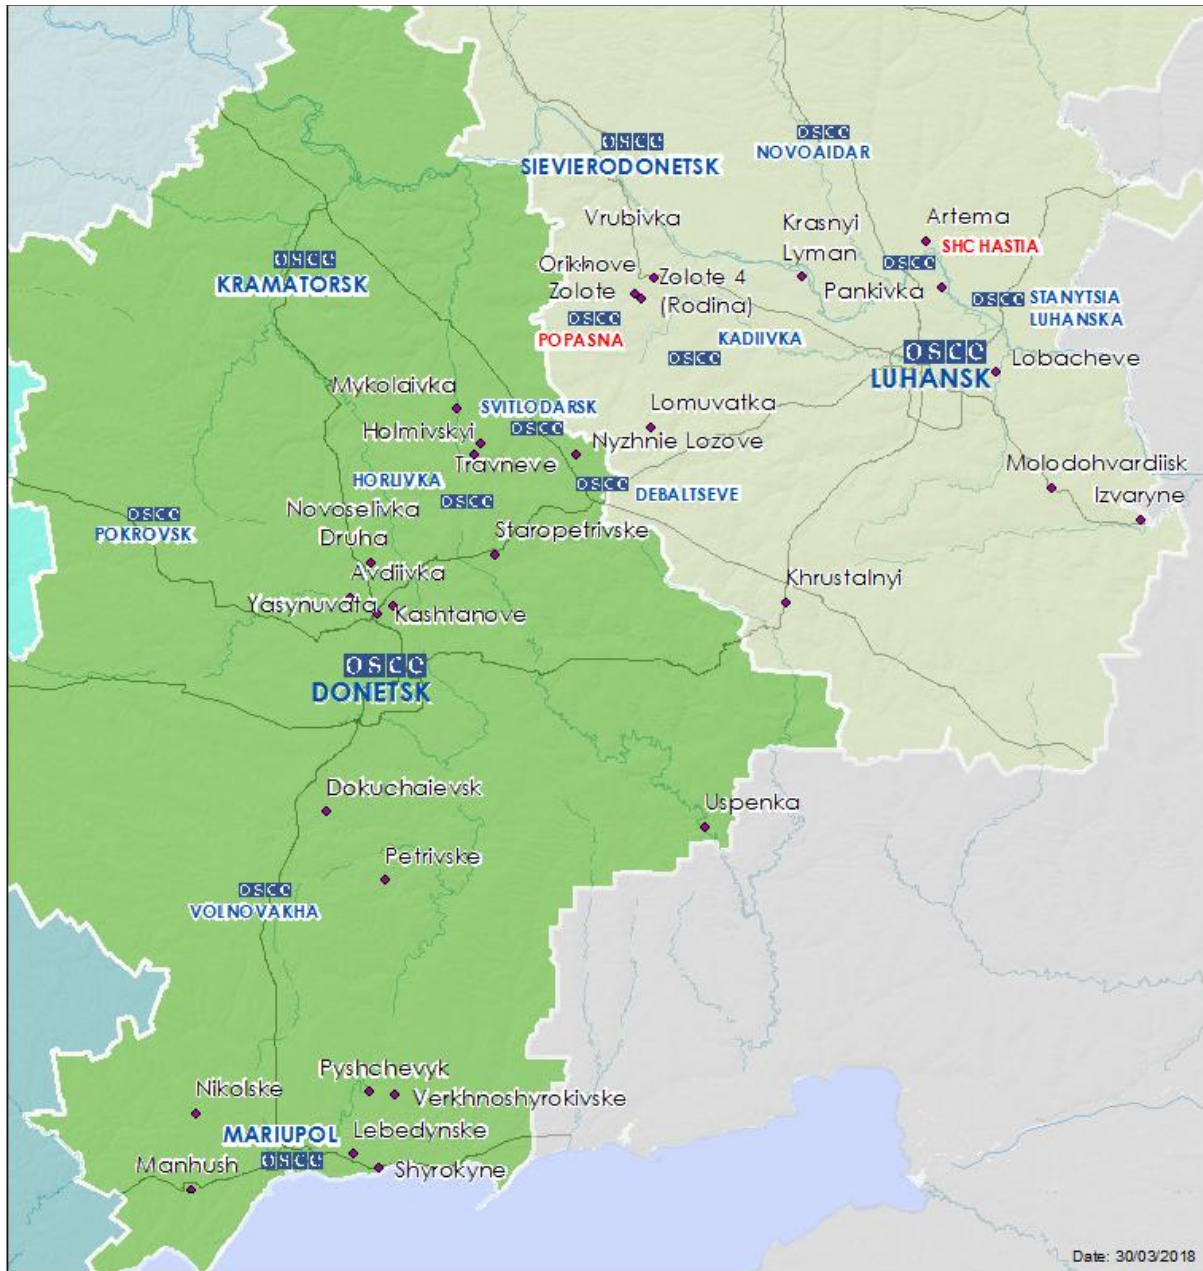 OSCE
NOVOAIDAR
OSCE
SIEVIERODONETSK
Vrubivka
Krasnyi
Lyman
Artema
SHCHASTIA
OSCE
OSCE
KRAMATORSK
Orikhove
Zolote
Zolote 4
(Rodina)
Pankivka
OSCE
STANYTSIA
LUHANSKA
OSCE
POPASNA
KADIIVKA
OSCE
OSCE
LUHANSK
Lobacheve
Mykolaivka
SVITLODARSK
OSCE
Lomuvatka
Holmivskyi
Nyzhnie Lozove
Travneve
Molodohvardiisk
HORLIVKA
OSCE
OSCE
DEBALTSEVE
Izvaryne
OSCE
POKROVSK
Novoselivka
Druha
Staropetrivske
Avdiivka
Khrustalnyi
Yasynuvata
Kashtanove
OSCE
DONETSK
Dokuchaievsk
Uspenka
Petrivske
OSCE
VOLNOVAKHA
Pyshchevyk
Nikolske
Verkhnoshyrokivske
MARIUPOL
OSCE
Lebedynske
Manhush
Shyrokyne
Date: 30/03/2018